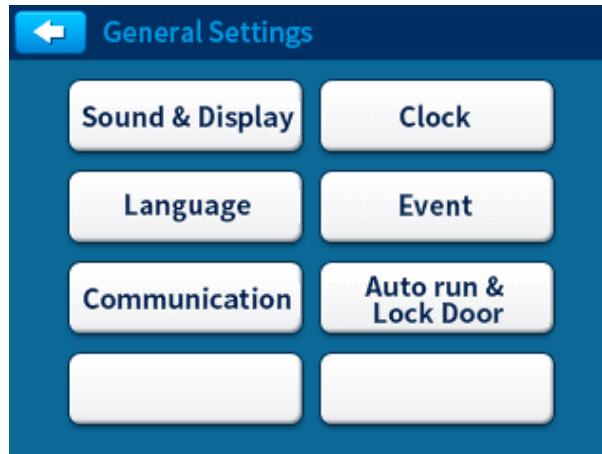 General Settings
Sound & Display
Clock
Language
Event
Communication
Auto run &
Lock Door